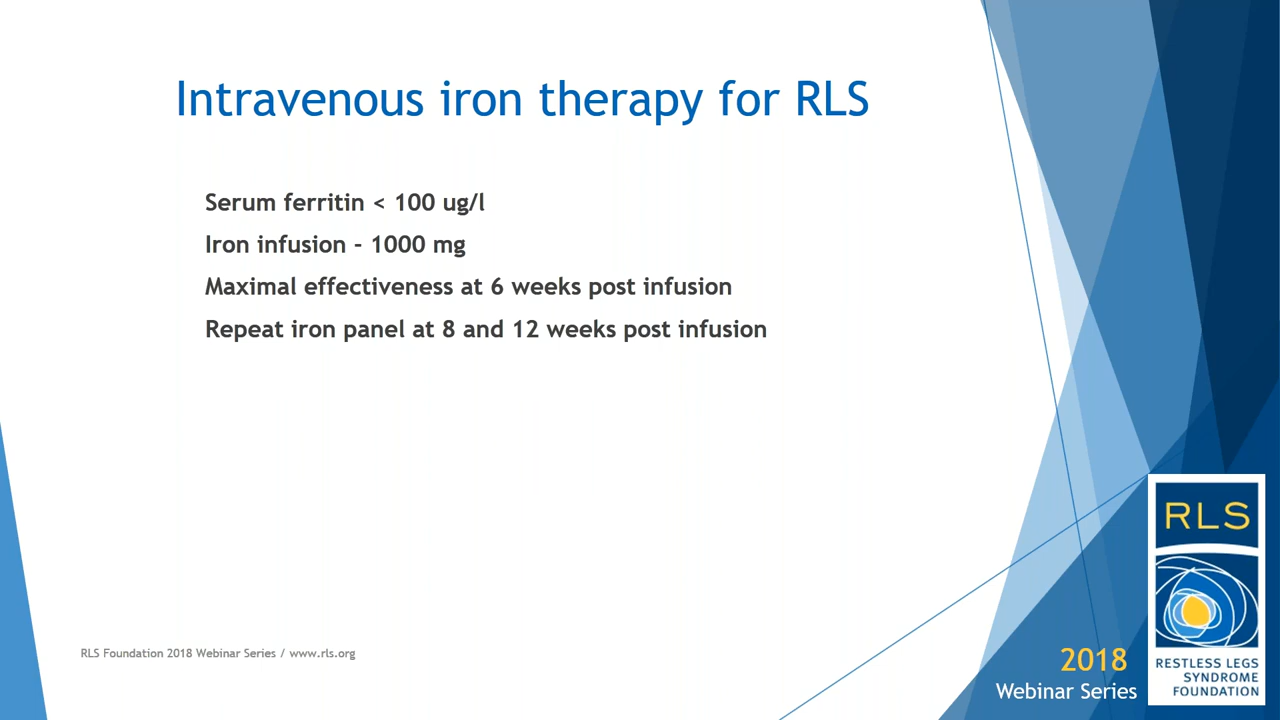 Intravenous iron therapy for RLS
Serum ferritin < 100 ug/l
Iron infusion - 1000 mg
Maximal effectiveness at 6 weeks post infusion
Repeat iron panel at 8 and 12 weeks post infusion
RLS Foundation 2018 Webinar Series / www.rls.org
2018
Webinar Series
RLS
RESTLESS LEGS
SYNDROME
FOUNDATION